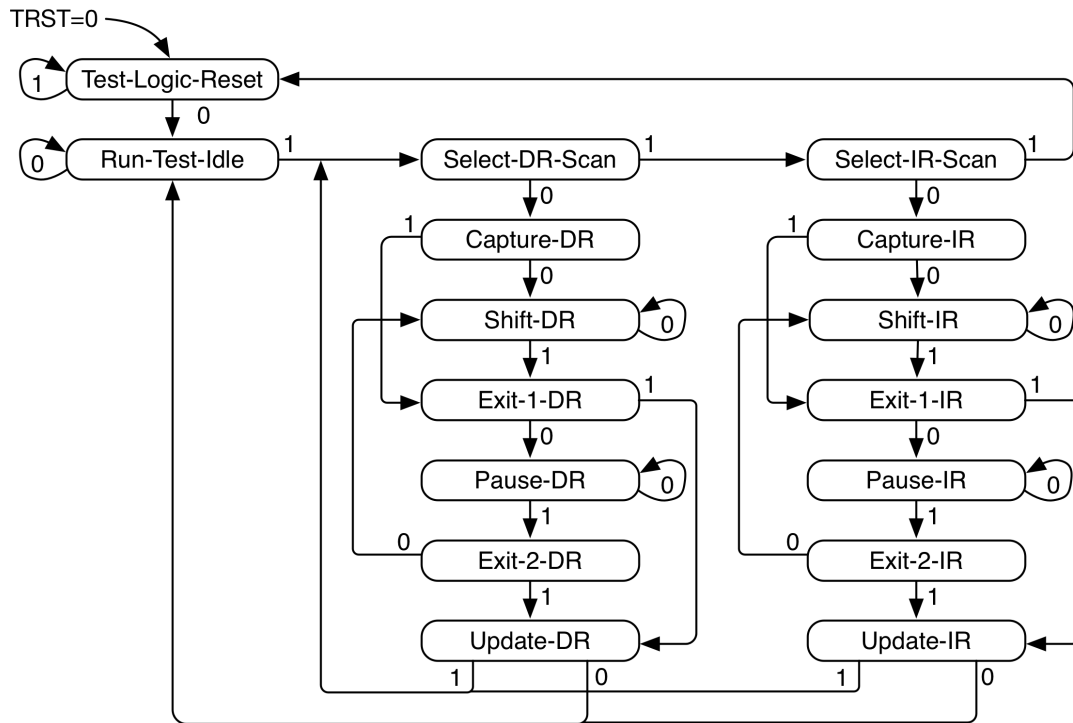 TRST=0
1 Test-Logic-Reset
0
0 Run-Test-Idle 1 Select-DR-Scan 1 Select-IR-Scan 1
0 0
1 Capture-DR 1 Capture-IR
0 0
Shift-DR 0 Shift-IR 0
1 1
Exit-1-DR 1 Exit-1-IR 1
0 0
Pause-DR 0 Pause-IR 0
1 1
0 Exit-2-DR 0 Exit-2-IR
1 1
Update-DR Update-IR
1 0 1 0